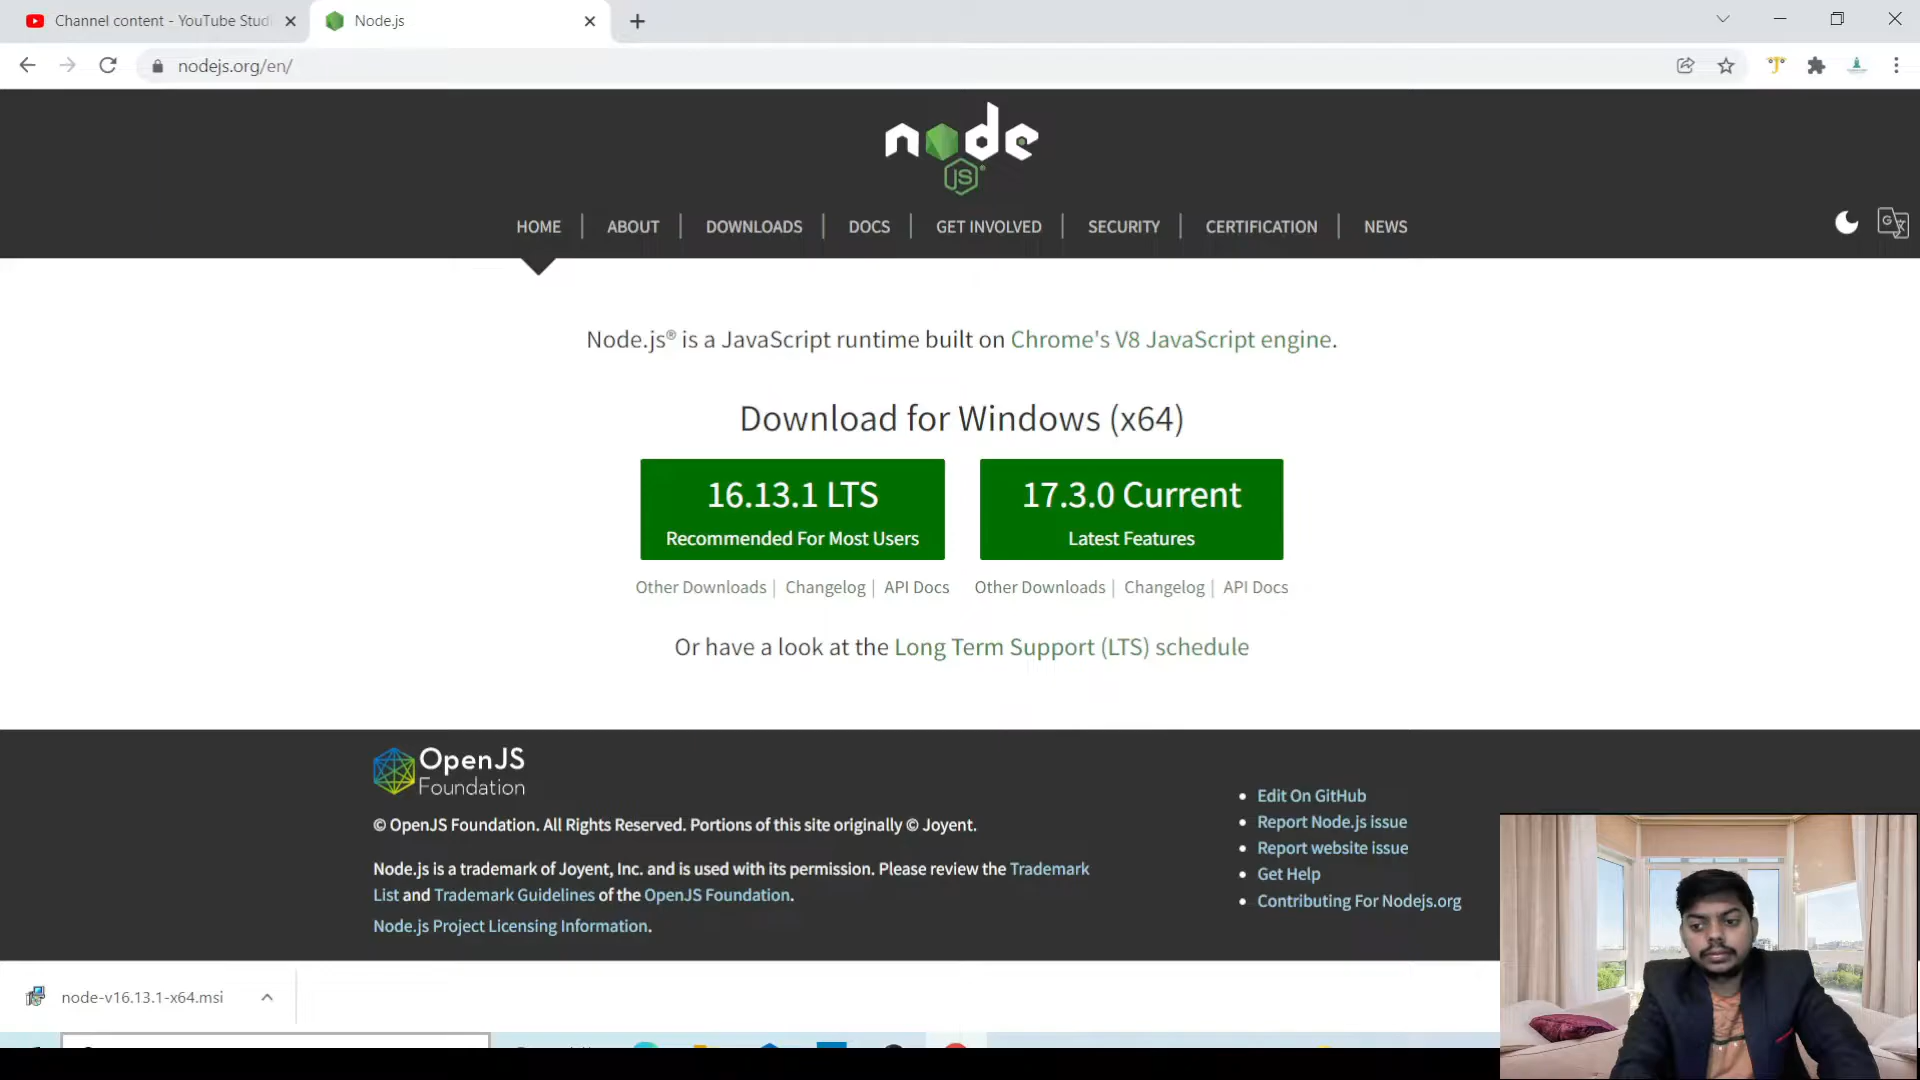 Channel content - YouTube Stud
Node.js
nodejs.org/en/
node
JS
HOME
ABOUT
DOWNLOADS
DOCS
GET INVOLVED
SECURITY
CERTIFICATION
NEWS
Node.js® is a JavaScript runtime built on Chrome's V8 JavaScript engine.
Download for Windows (x64)
16.13.1 LTS
Recommended For Most Users
17.3.0 Current
Latest Features
Other Downloads | Changelog | API Docs
Other Downloads | Changelog | API Docs
Or have a look at the Long Term Support (LTS) schedule
OpenJS
Foundation
© OpenJS Foundation. All Rights Reserved. Portions of this site originally © Joyent.
Node.js is a trademark of Joyent, Inc. and is used with its permission. Please review the Trademark
List and Trademark Guidelines of the OpenJS Foundation.
Node.js Project Licensing Information.
Edit On GitHub
Report Node.js issue
Report website issue
Get Help
Contributing For Nodejs.org
node-v16.13.1-x64.msi